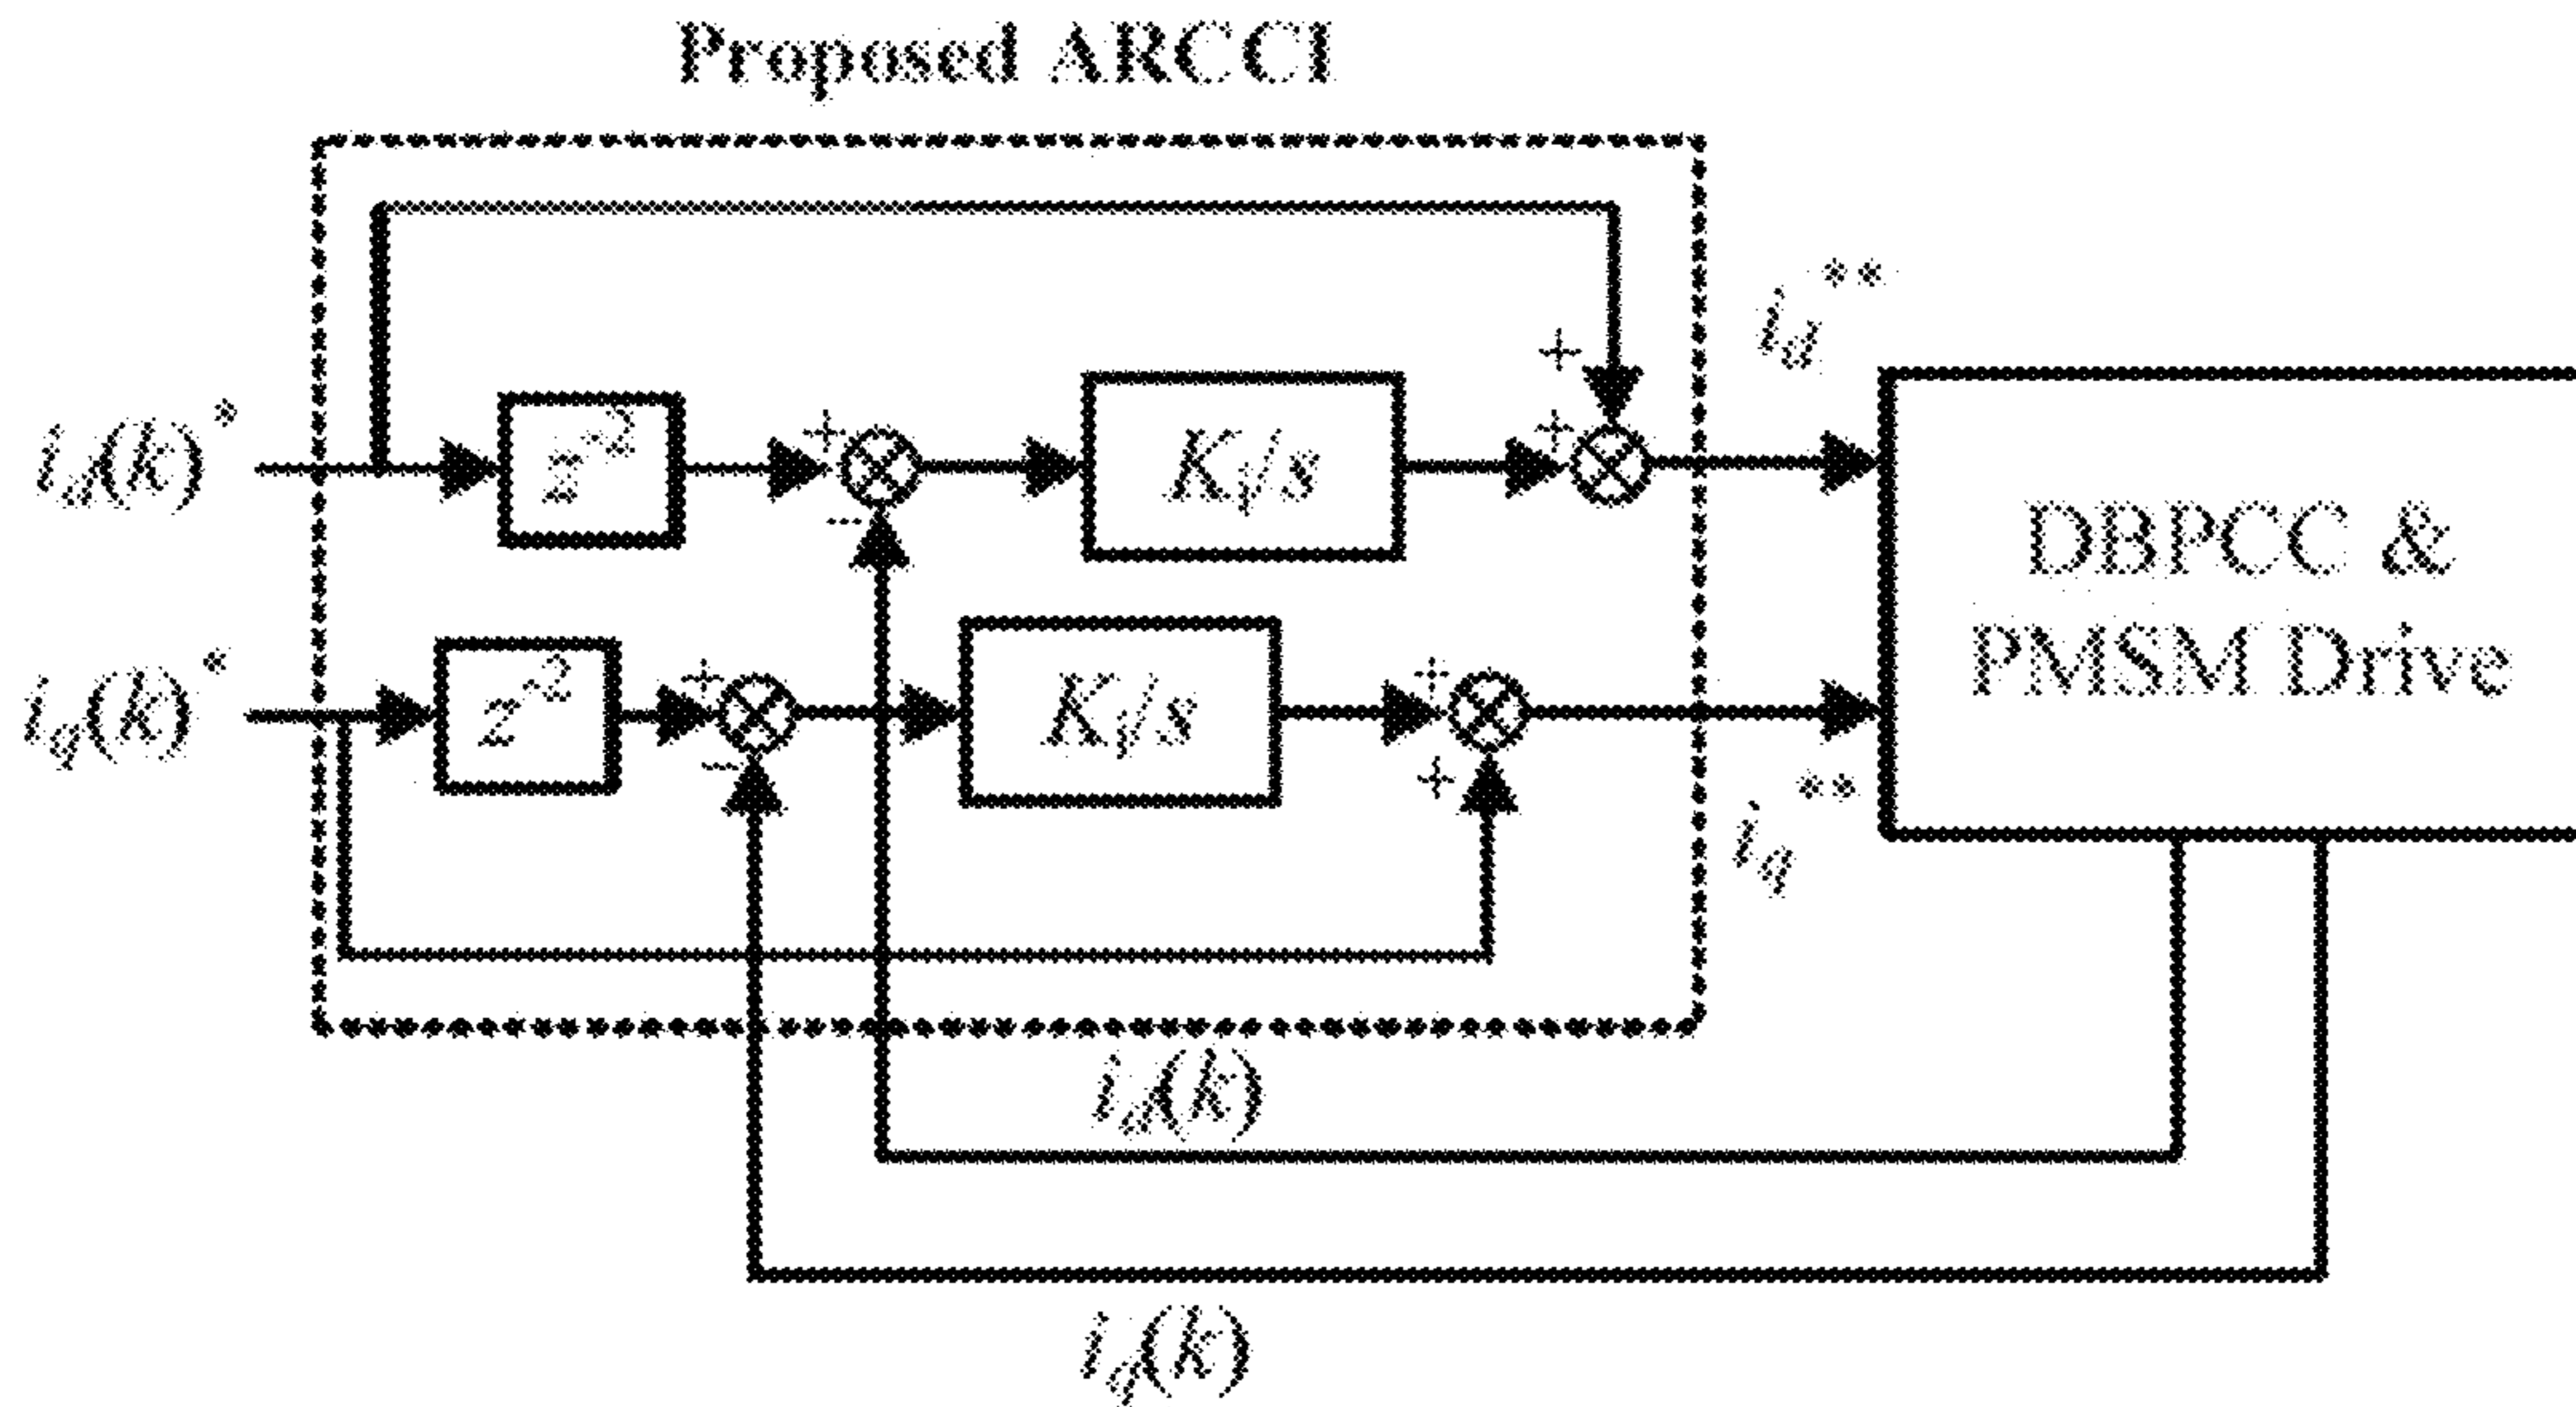 Proposed ARCCI
i_d^**
i_d(k)^*
z^-2
+
-
K_i/s
+
+
DBPCC &
PMSM Drive
i_q(k)^*
z^-2
+
-
K_i/s
+
+
i_q^**
i_d(k)
i_q(k)